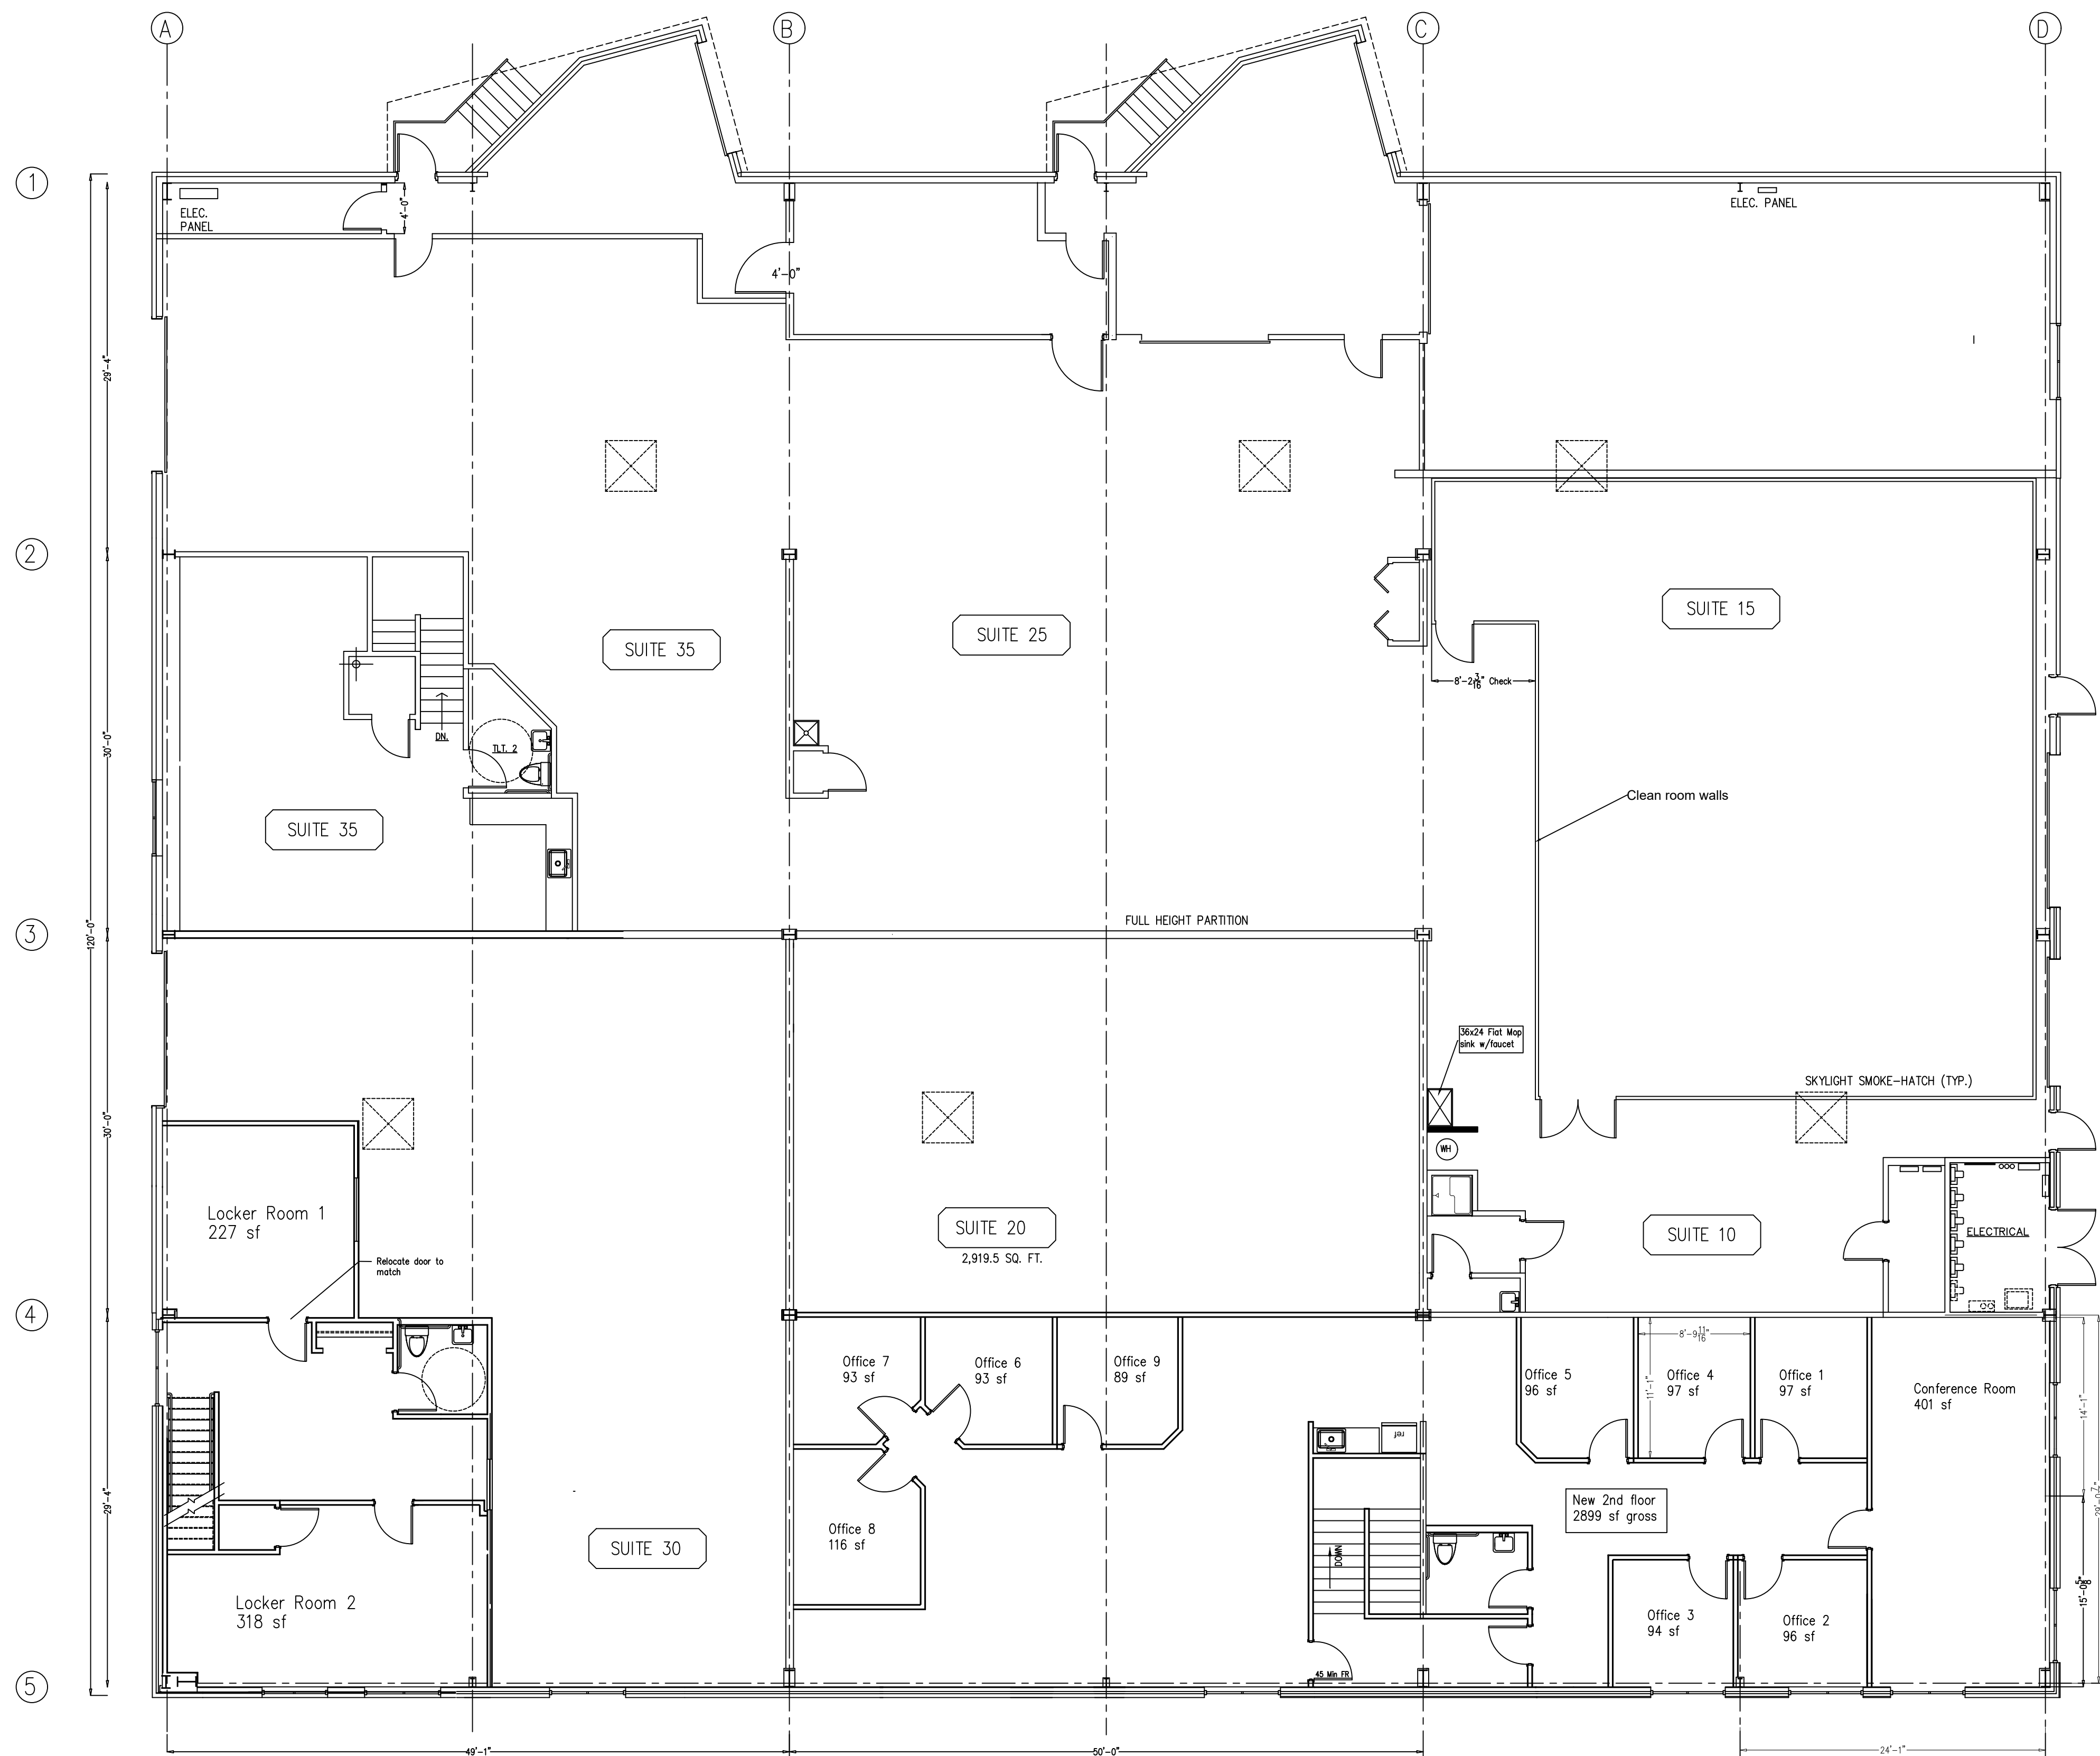 A
B
C
D
1
ELEC.
PANEL
4'-0"
ELEC. PANEL
4'-0"
29'-4"
2
SUITE 15
SUITE 25
SUITE 35
8'-2 3/16" Check
DN.
TLT. 2
30'-0"
Clean room walls
SUITE 35
FULL HEIGHT PARTITION
3
120'-0"
36x24 Flat Mop
sink w/faucet
SKYLIGHT SMOKE-HATCH (TYP.)
30'-0"
WH
Locker Room 1
227 sf
SUITE 20
2,919.5 SQ. FT.
SUITE 10
ELECTRICAL
Relocate door to
match
4
8'-9 11/16"
Office 7
93 sf
Office 6
93 sf
Office 9
89 sf
Office 5
96 sf
11'-1"
Office 4
97 sf
Office 1
97 sf
Conference Room
401 sf
14'-1"
ref
29'-4"
New 2nd floor
2899 sf gross
Office 8
116 sf
SUITE 30
DOWN
15'-0 5/8"
Locker Room 2
318 sf
Office 3
94 sf
Office 2
96 sf
45 Min FR
5
49'-1"
50'-0"
24'-1"